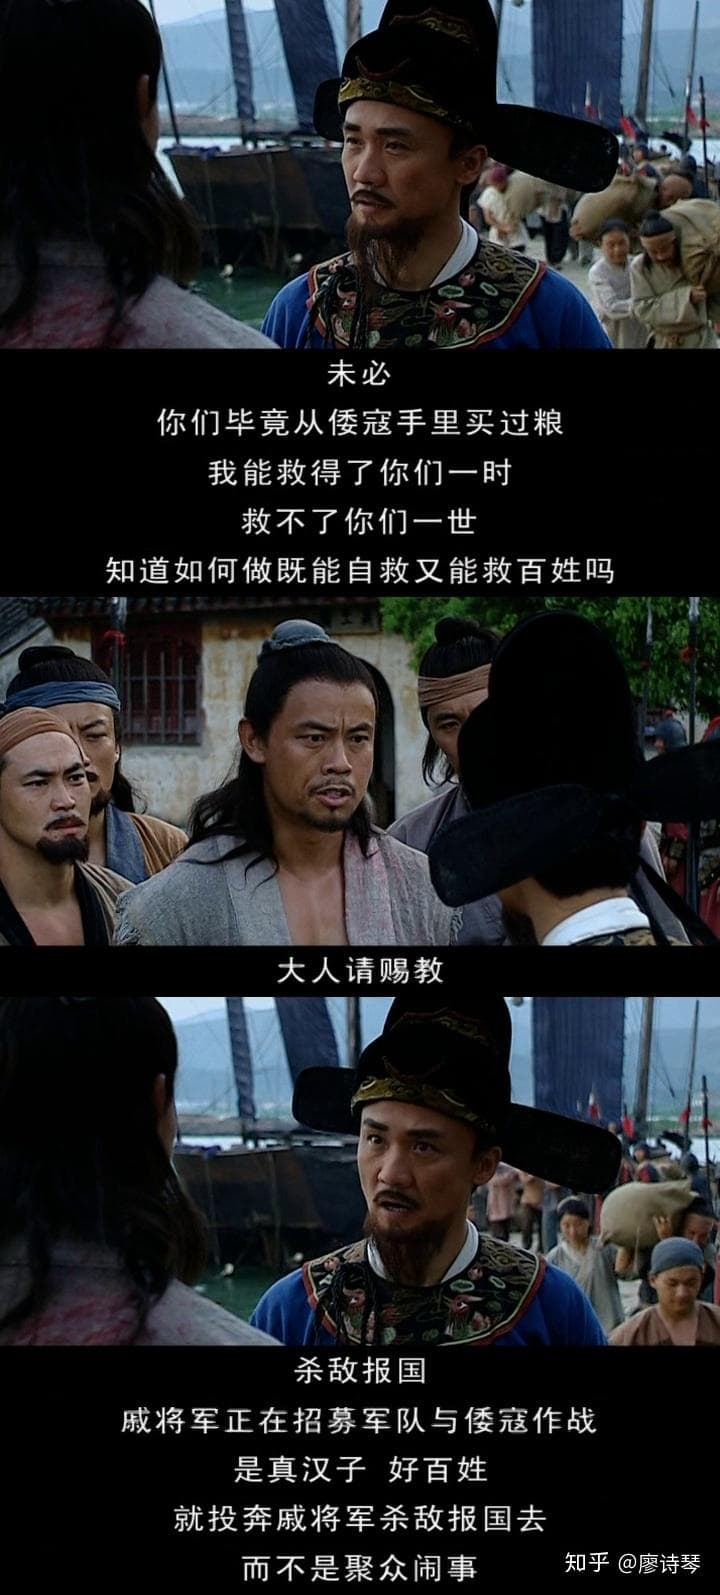 未必
你们毕竟从倭寇手里买过粮
我能救得了你们一时
救不了你们一世
知道如何做既能自救又能救百姓吗
大人请赐教
杀敌报国
戚将军正在招募军队与倭寇作战
是真汉子 好百姓
就投奔戚将军杀敌报国去
而不是聚众闹事
知乎 @廖诗琴